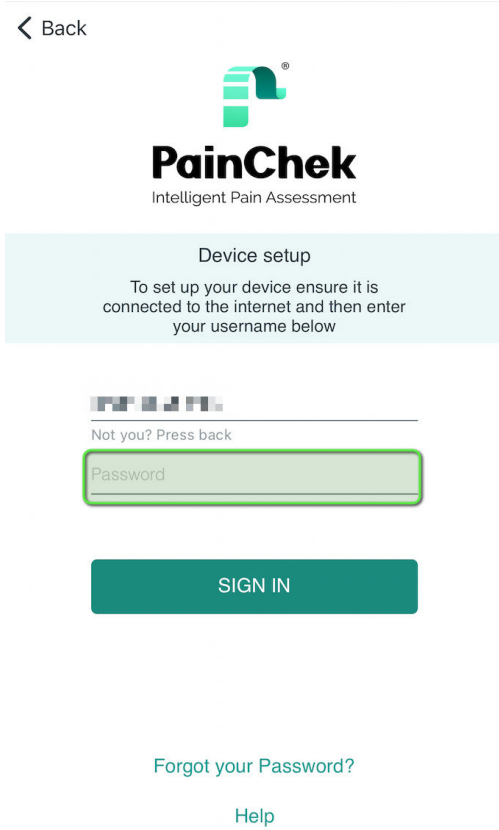 Back
®
PainChek
Intelligent Pain Assessment
Device setup
To set up your device ensure it is
connected to the internet and then enter
your username below
Not you? Press back
Password
SIGN IN
Forgot your Password?
Help